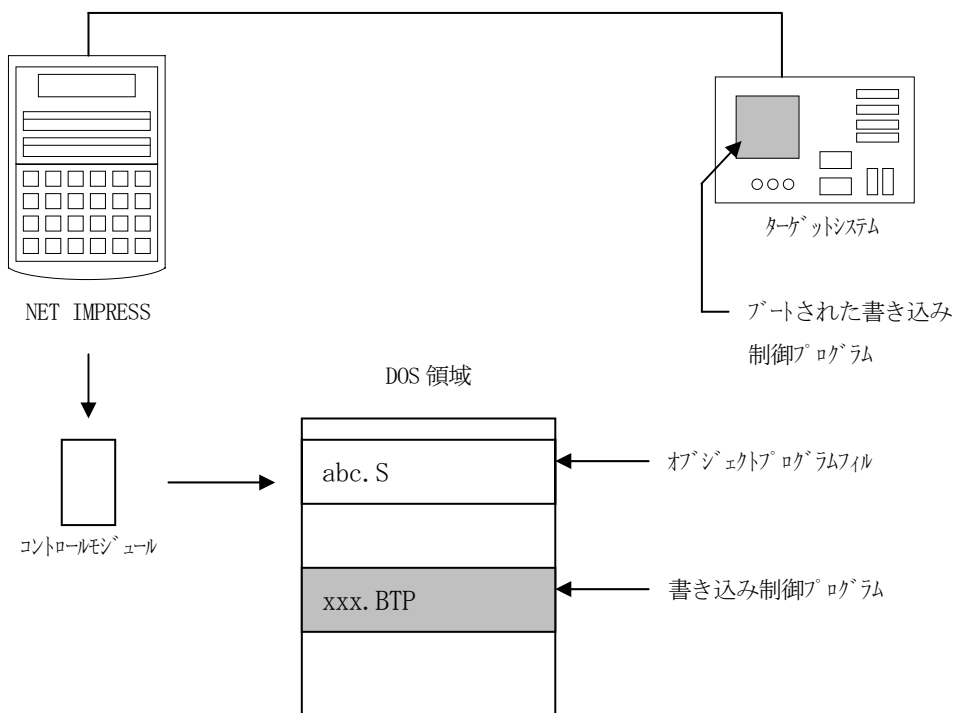 ターゲットシステム
NET IMPRESS
ブートされた書き込み
制御プログラム
DOS 領域
abc.S
オブジェクトプログラムフィル
コントロールモジュール
xxx.BTP
書き込み制御プログラム